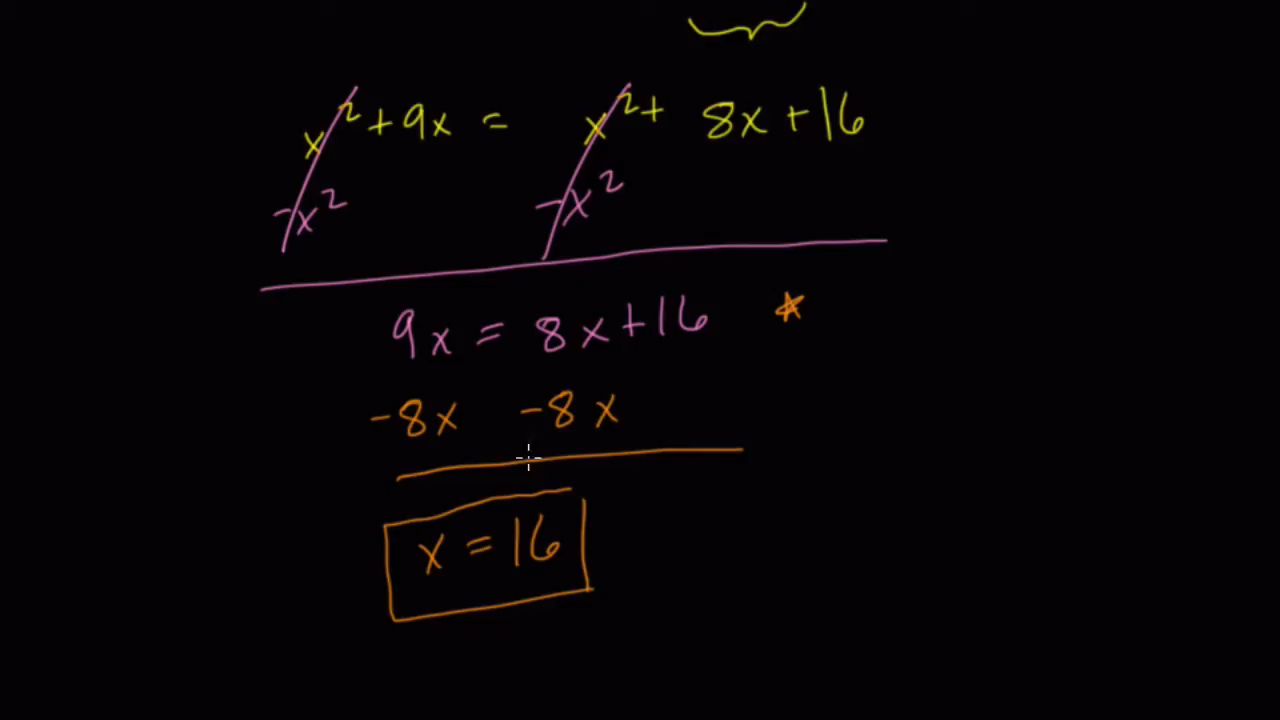 x² + 9x = x² + 8x + 16
-x² -x²
9x = 8x + 16 *
-8x -8x
x = 16